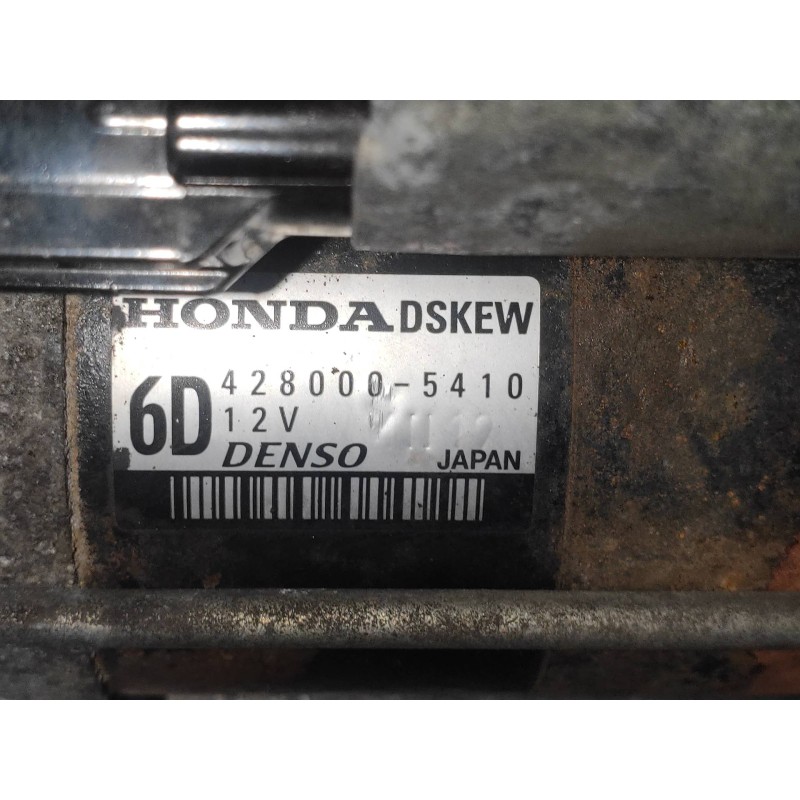 HONDA DSKEW
6D 428000-5410
12V
DENSO JAPAN